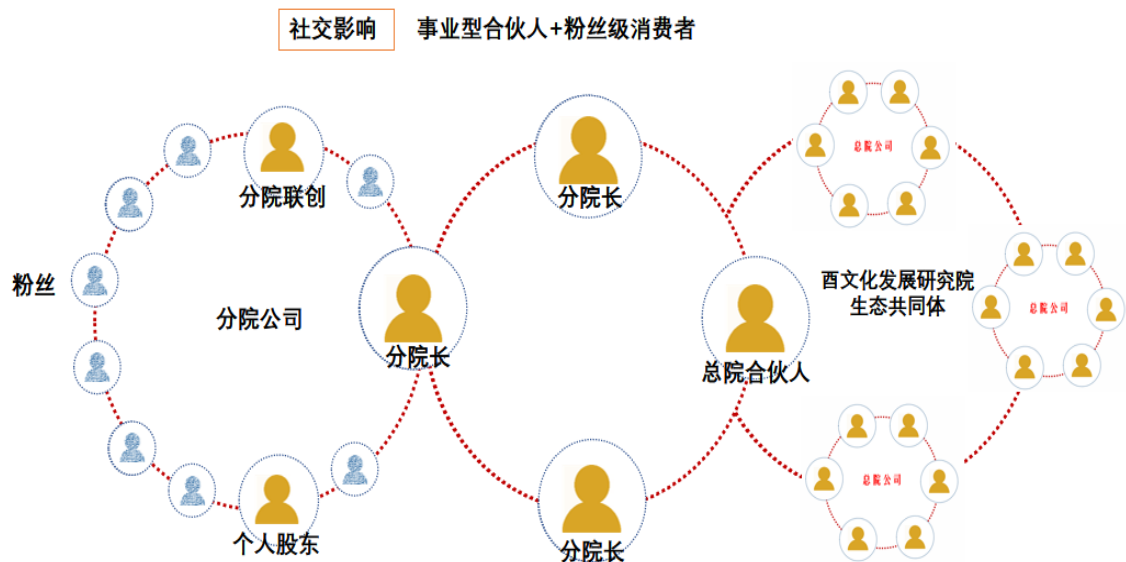 社交影响 事业型合伙人+粉丝级消费者
分院联创
分院长
总院公司
粉丝
分院公司
分院长
总院合伙人
酉文化发展研究院
生态共同体
总院公司
总院公司
个人股东
分院长